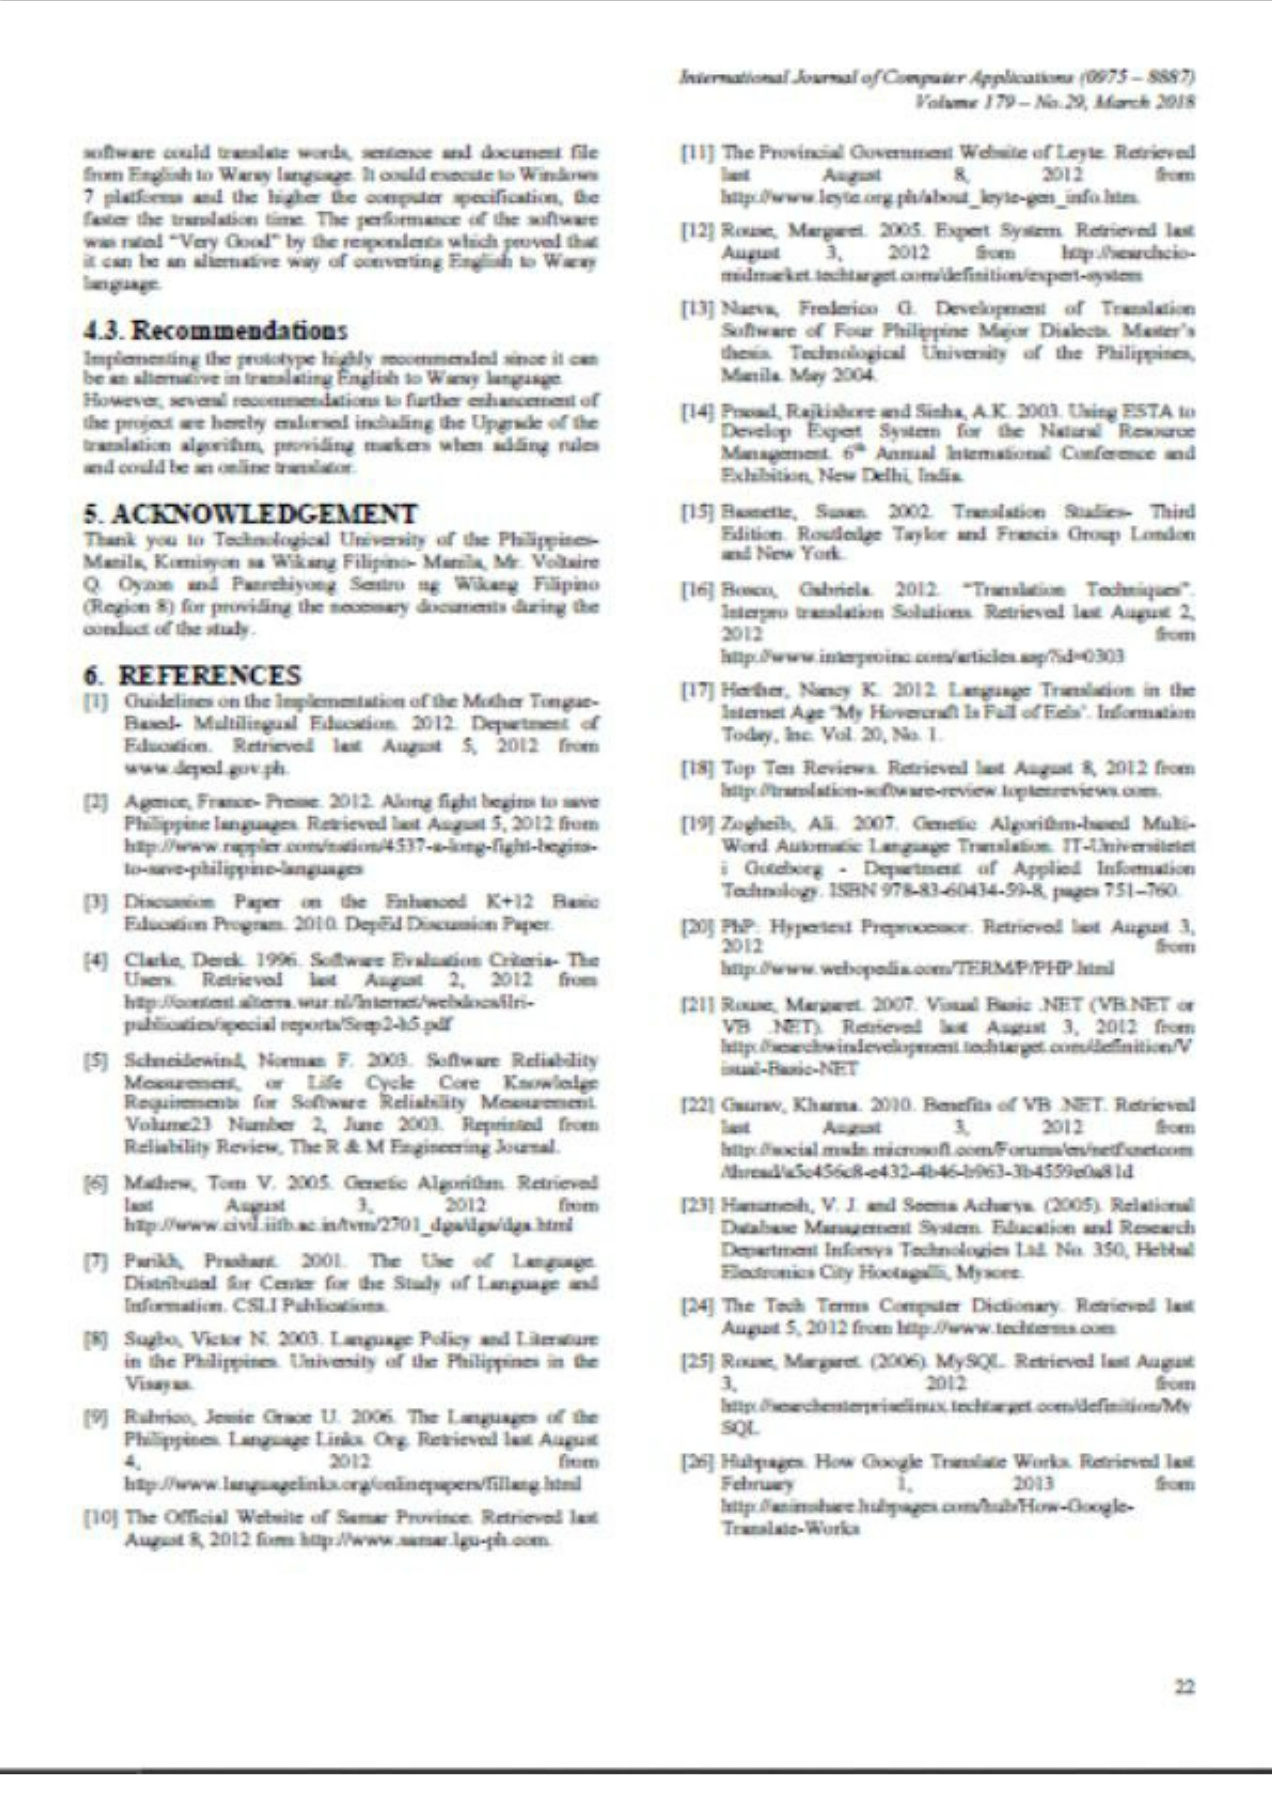 International Journal of Computer Applications (0975 – 8887)
Volume 179 – No.29, March 2018
software could translate words, sentence and document file
from English to Waray language. It could execute to Windows
7 platforms and the higher the computer specification, the
faster the translation time. The performance of the software
was rated “Very Good” by the respondents which proved that
it can be an alternative way of converting English to Waray
language.
4.3. Recommendations
Implementing the prototype highly recommended since it can
be an alternative in translating English to Waray language.
However, several recommendations to further enhancement of
the project are hereby endorsed including the Upgrade of the
translation algorithm, providing markers when adding rules
and could be an online translator.
5. ACKNOWLEDGEMENT
Thank you to Technological University of the Philippines-
Manila, Komisyon sa Wikang Filipino- Manila, Mr. Voltaire
Q. Oyzon and Panrehiyong Sentro ng Wikang Filipino
(Region 8) for providing the necessary documents during the
conduct of the study.
6. REFERENCES
[1] Guidelines on the Implementation of the Mother Tongue-
Based- Multilingual Education. 2012. Department of
Education. Retrieved last August 5, 2012 from
www.deped.gov.ph.
[2] Agence, France- Presse. 2012. Along fight begins to save
Philippine languages. Retrieved last August 5, 2012 from
http://www.rappler.com/nation/4537-a-long-fight-begins-
to-save-philippine-languages
[3] Discussion Paper on the Enhanced K+12 Basic
Education Program. 2010. DepEd Discussion Paper.
[4] Clarke, Derek. 1996. Software Evaluation Criteria- The
Users. Retrieved last August 2, 2012 from
http://content.alterra.wur.nl/Internet/webdocs/ilri-
publicaties/special reports/Srep2-h5.pdf
[5] Schneidewind, Norman F. 2003. Software Reliability
Measurement, or Life Cycle Core Knowledge
Requirements for Software Reliability Measurement.
Volume23 Number 2, June 2003. Reprinted from
Reliability Review, The R & M Engineering Journal.
[6] Mathew, Tom V. 2005. Genetic Algorithm. Retrieved
last August 3, 2012 from
http://www.civil.iitb.ac.in/tvm/2701_dga/dga/dga.html
[7] Parikh, Prashant. 2001. The Use of Language.
Distributed for Center for the Study of Language and
Information. CSLI Publications.
[8] Sugbo, Victor N. 2003. Language Policy and Literature
in the Philippines. University of the Philippines in the
Visayas.
[9] Rubrico, Jessie Grace U. 2006. The Languages of the
Philippines. Language Links. Org. Retrieved last August
4, 2012 from
http://www.languagelinks.org/onlinepapers/fillang.html
[10] The Official Website of Samar Province. Retrieved last
August 8, 2012 form http://www.samar.lgu-ph.com.
[11] The Provincial Government Website of Leyte. Retrieved
last August 8, 2012 from
http://www.leyte.org.ph/about_leyte-gen_info.htm.
[12] Rouse, Margaret. 2005. Expert System. Retrieved last
August 3, 2012 from http://searchcio-
midmarket.techtarget.com/definition/expert-system
[13] Nueva, Frederico G. Development of Translation
Software of Four Philippine Major Dialects. Master’s
thesis. Technological University of the Philippines,
Manila. May 2004.
[14] Prasad, Rajkishore and Sinha, A.K. 2003. Using ESTA to
Develop Expert System for the Natural Resource
Management. 6th Annual International Conference and
Exhibition, New Delhi, India.
[15] Bassnette, Susan. 2002. Translation Studies- Third
Edition. Routledge Taylor and Francis Group London
and New York.
[16] Bosco, Gabriela. 2012. “Translation Techniques”.
Interpro translation Solutions. Retrieved last August 2,
2012 from
http://www.interproinc.com/articles.asp?id=0303
[17] Herther, Nancy K. 2012. Language Translation in the
Internet Age ‘My Hovercraft Is Full of Eels’. Information
Today, Inc. Vol. 20, No. 1.
[18] Top Ten Reviews. Retrieved last August 8, 2012 from
http://translation-software-review.toptenreviews.com.
[19] Zogheib, Ali. 2007. Genetic Algorithm-based Multi-
Word Automatic Language Translation. IT-Universitetet
i Goteborg - Department of Applied Information
Technology. ISBN 978-83-60434-59-8, pages 751–760.
[20] PhP: Hypertext Preprocessor. Retrieved last August 3,
2012 from
http://www.webopedia.com/TERM/P/PHP.html
[21] Rouse, Margaret. 2007. Visual Basic .NET (VB.NET or
VB .NET). Retrieved last August 3, 2012 from
http://searchwindevelopment.techtarget.com/definition/V
isual-Basic-NET
[22] Gaurav, Khanna. 2010. Benefits of VB .NET. Retrieved
last August 3, 2012 from
http://social.msdn.microsoft.com/Forums/en/netfxnetcom
/thread/a5c456c8-e432-4b46-b963-3b4559e0a81d
[23] Hanumesh, V. J. and Seema Acharya. (2005). Relational
Database Management System. Education and Research
Department Infosys Technologies Ltd. No. 350, Hebbal
Electronics City Hootagalli, Mysore.
[24] The Tech Terms Computer Dictionary. Retrieved last
August 5, 2012 from http://www.techterms.com
[25] Rouse, Margaret. (2006). MySQL. Retrieved last August
3, 2012 from
http://searchenterpriselinux.techtarget.com/definition/My
SQL
[26] Hubpages. How Google Translate Works. Retrieved last
February 1, 2013 from
http://animshare.hubpages.com/hub/How-Google-
Translate-Works
22